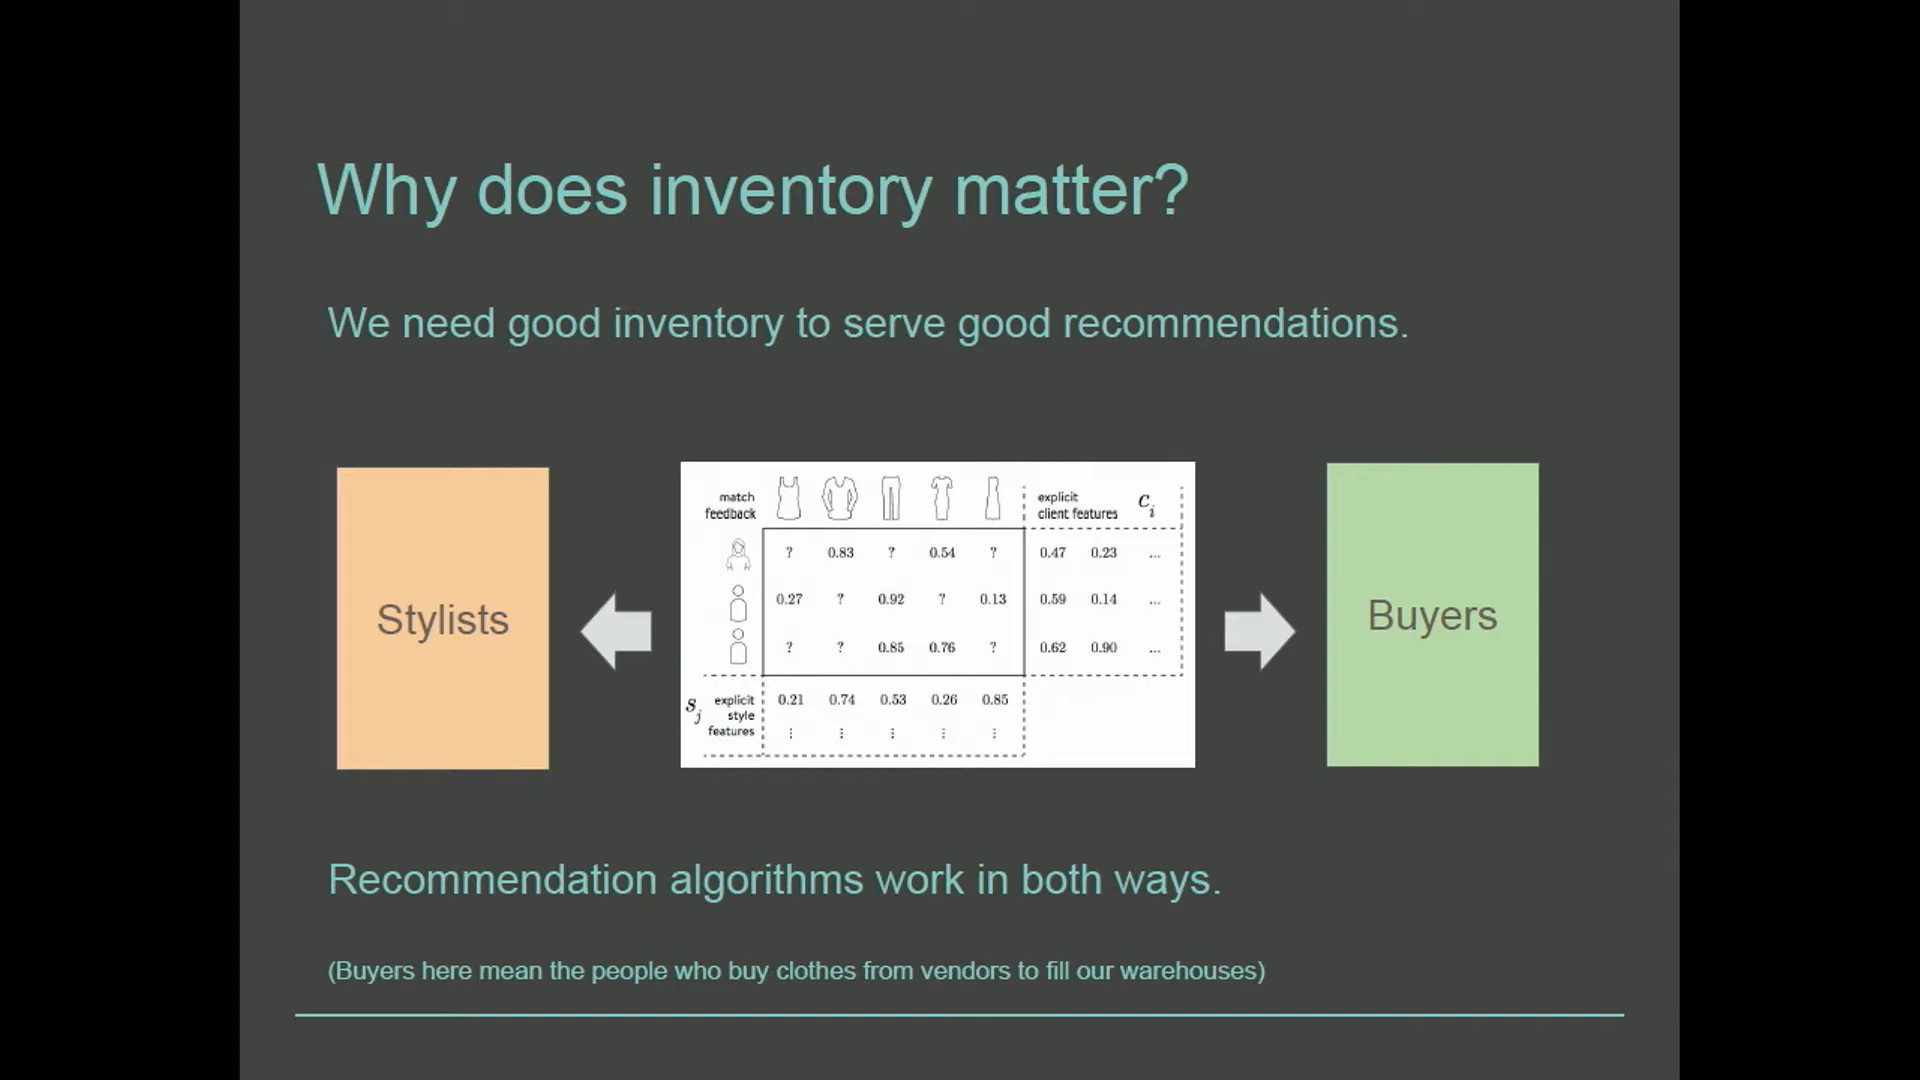 Why does inventory matter?
We need good inventory to serve good recommendations.
Stylists
match
feedback
explicit
client features
c_i
? 0.83 ? 0.54 ? 0.47 0.23 ...
0.27 ? 0.92 ? 0.13 0.59 0.14 ...
? ? 0.85 0.76 ? 0.62 0.90 ...
s_j
explicit
style
features
0.21 0.74 0.53 0.26 0.85
⋮ ⋮ ⋮ ⋮ ⋮
Buyers
Recommendation algorithms work in both ways.
(Buyers here mean the people who buy clothes from vendors to fill our warehouses)